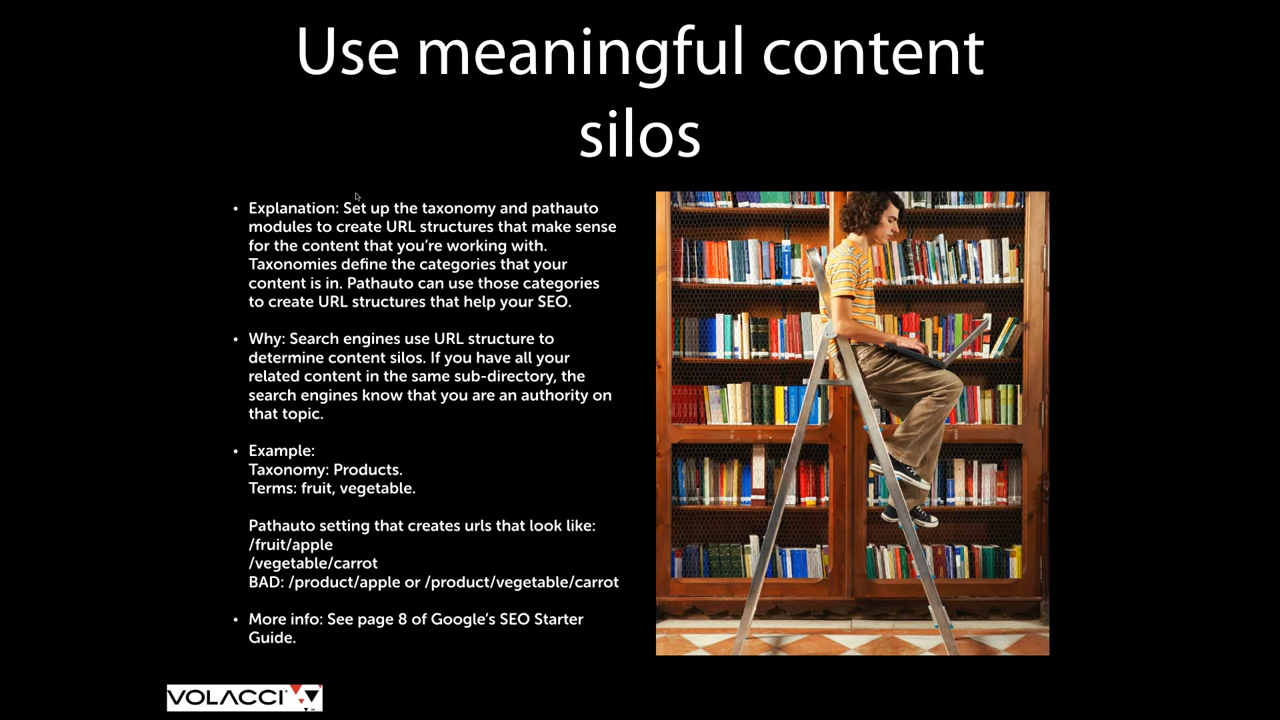 Use meaningful content
silos
• Explanation: Set up the taxonomy and pathauto
modules to create URL structures that make sense
for the content that you’re working with.
Taxonomies define the categories that your
content is in. Pathauto can use those categories
to create URL structures that help your SEO.
• Why: Search engines use URL structure to
determine content silos. If you have all your
related content in the same sub-directory, the
search engines know that you are an authority on
that topic.
• Example:
Taxonomy: Products.
Terms: fruit, vegetable.
Pathauto setting that creates urls that look like:
/fruit/apple
/vegetable/carrot
BAD: /product/apple or /product/vegetable/carrot
• More info: See page 8 of Google’s SEO Starter
Guide.
VOLACCI